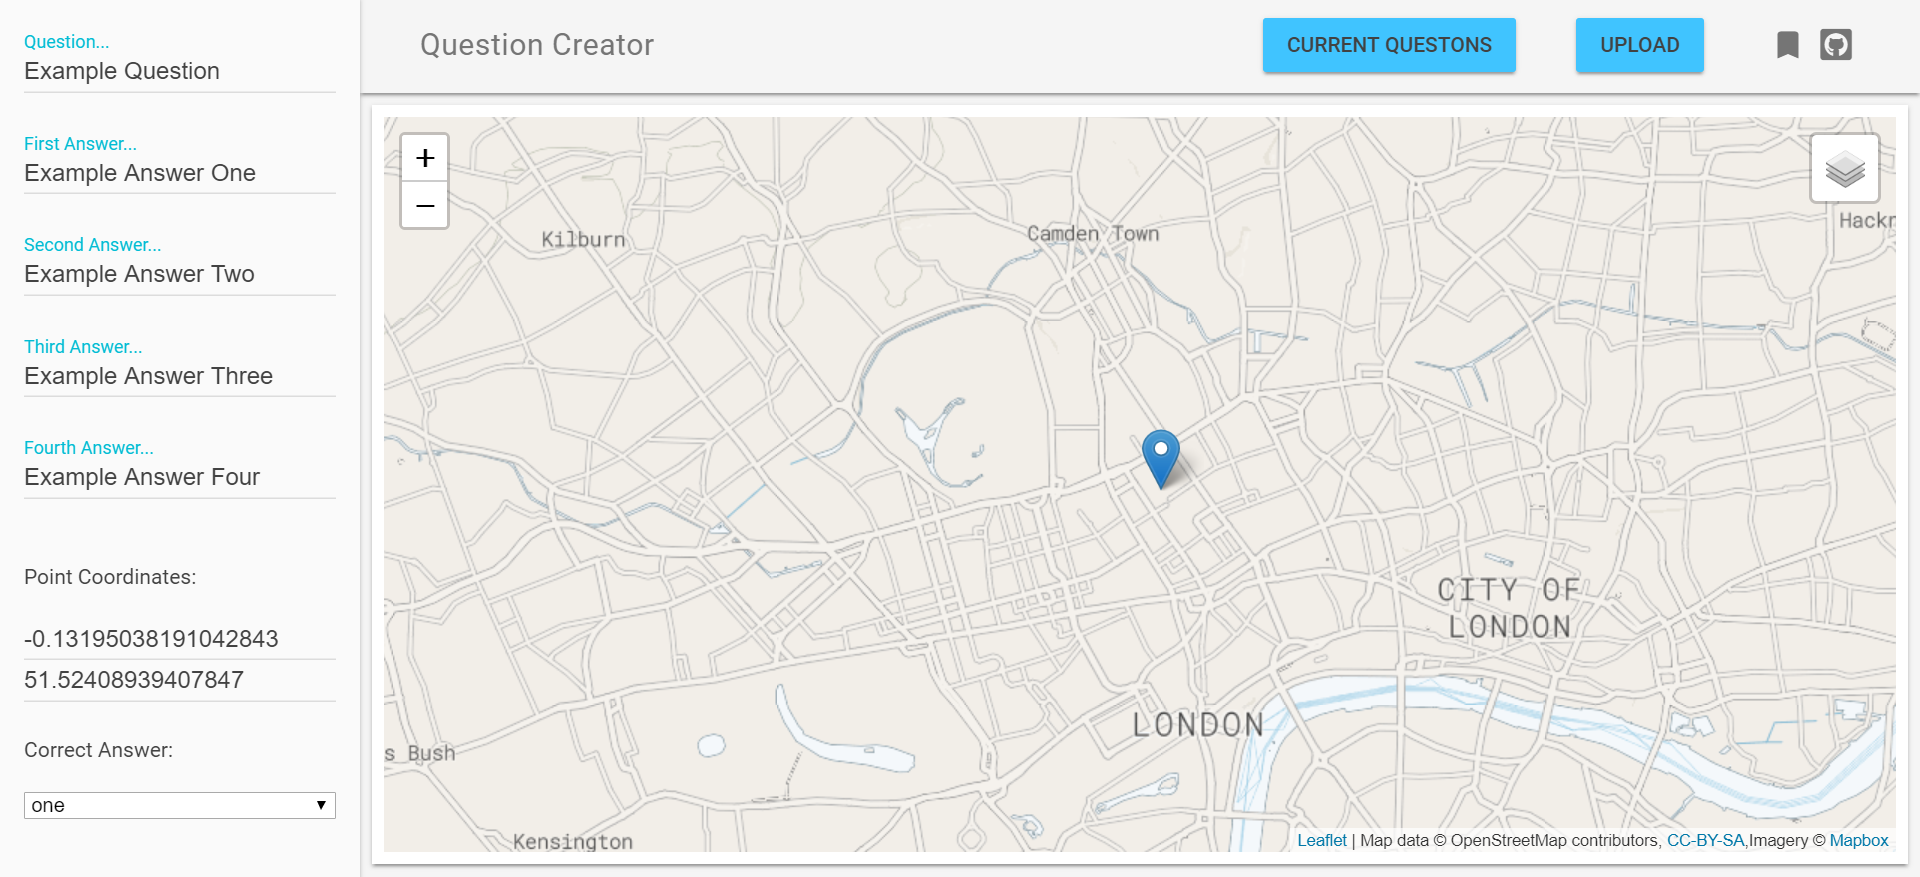 Question...
Example Question
First Answer...
Example Answer One
Second Answer...
Example Answer Two
Third Answer...
Example Answer Three
Fourth Answer...
Example Answer Four
Point Coordinates:
-0.13195038191042843
51.52408939407847
Correct Answer:
one
Question Creator
CURRENT QUESTONS
UPLOAD
+
−
Kilburn
Camden Town
Hackr
CITY OF
LONDON
LONDON
s Bush
Kensington
Leaflet | Map data © OpenStreetMap contributors, CC-BY-SA,Imagery © Mapbox